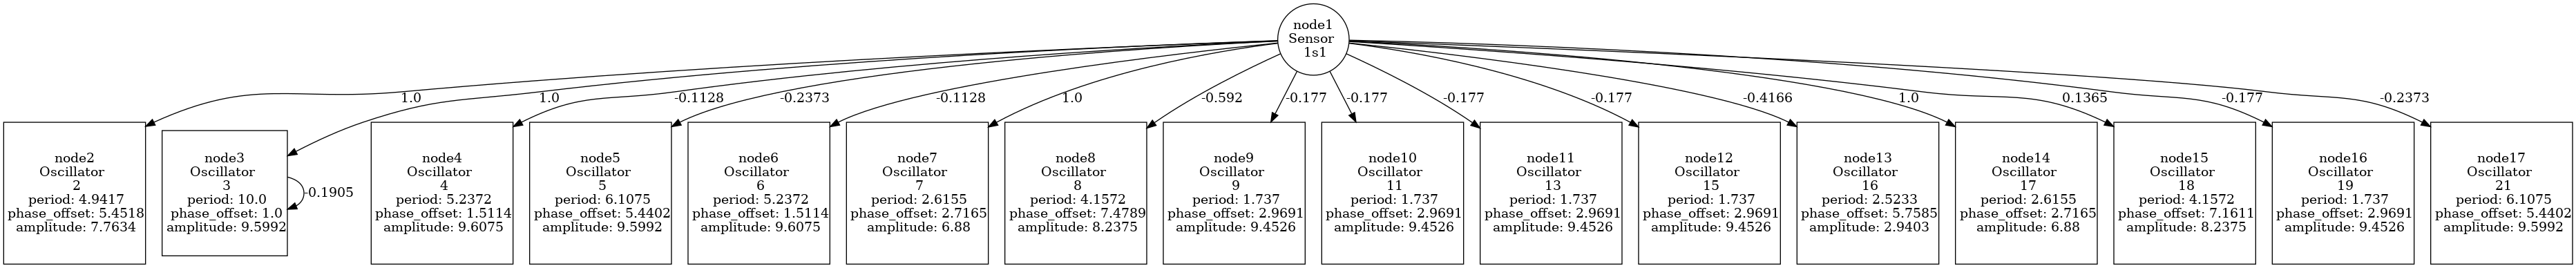 node1
Sensor
1s1
1.0
1.0
-0.1128
-0.2373
-0.1128
1.0
-0.592
-0.177
-0.177
-0.177
-0.177
-0.4166
1.0
0.1365
-0.177
-0.2373
node2
Oscillator
2
period: 4.9417
phase_offset: 5.4518
amplitude: 7.7634
node3
Oscillator
3
period: 10.0
phase_offset: 1.0
amplitude: 9.5992
-0.1905
node4
Oscillator
4
period: 5.2372
phase_offset: 1.5114
amplitude: 9.6075
node5
Oscillator
5
period: 6.1075
phase_offset: 5.4402
amplitude: 9.5992
node6
Oscillator
6
period: 5.2372
phase_offset: 1.5114
amplitude: 9.6075
node7
Oscillator
7
period: 2.6155
phase_offset: 2.7165
amplitude: 6.88
node8
Oscillator
8
period: 4.1572
phase_offset: 7.4789
amplitude: 8.2375
node9
Oscillator
9
period: 1.737
phase_offset: 2.9691
amplitude: 9.4526
node10
Oscillator
11
period: 1.737
phase_offset: 2.9691
amplitude: 9.4526
node11
Oscillator
13
period: 1.737
phase_offset: 2.9691
amplitude: 9.4526
node12
Oscillator
15
period: 1.737
phase_offset: 2.9691
amplitude: 9.4526
node13
Oscillator
16
period: 2.5233
phase_offset: 5.7585
amplitude: 2.9403
node14
Oscillator
17
period: 2.6155
phase_offset: 2.7165
amplitude: 6.88
node15
Oscillator
18
period: 4.1572
phase_offset: 7.1611
amplitude: 8.2375
node16
Oscillator
19
period: 1.737
phase_offset: 2.9691
amplitude: 9.4526
node17
Oscillator
21
period: 6.1075
phase_offset: 5.4402
amplitude: 9.5992